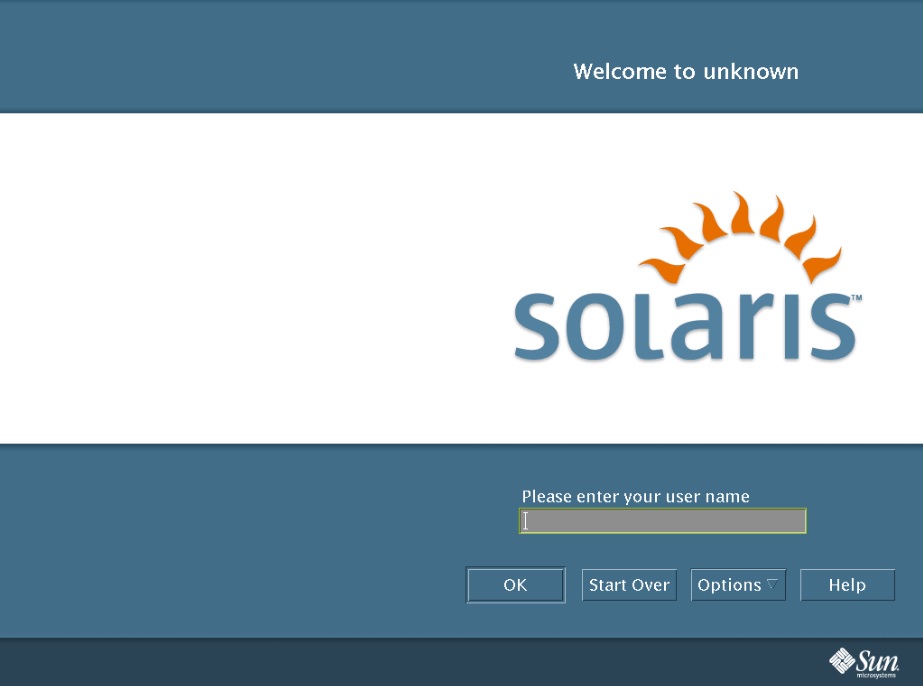 Welcome to unknown
solaris™
Please enter your user name
OK
Start Over
Options
Help
Sun
microsystems